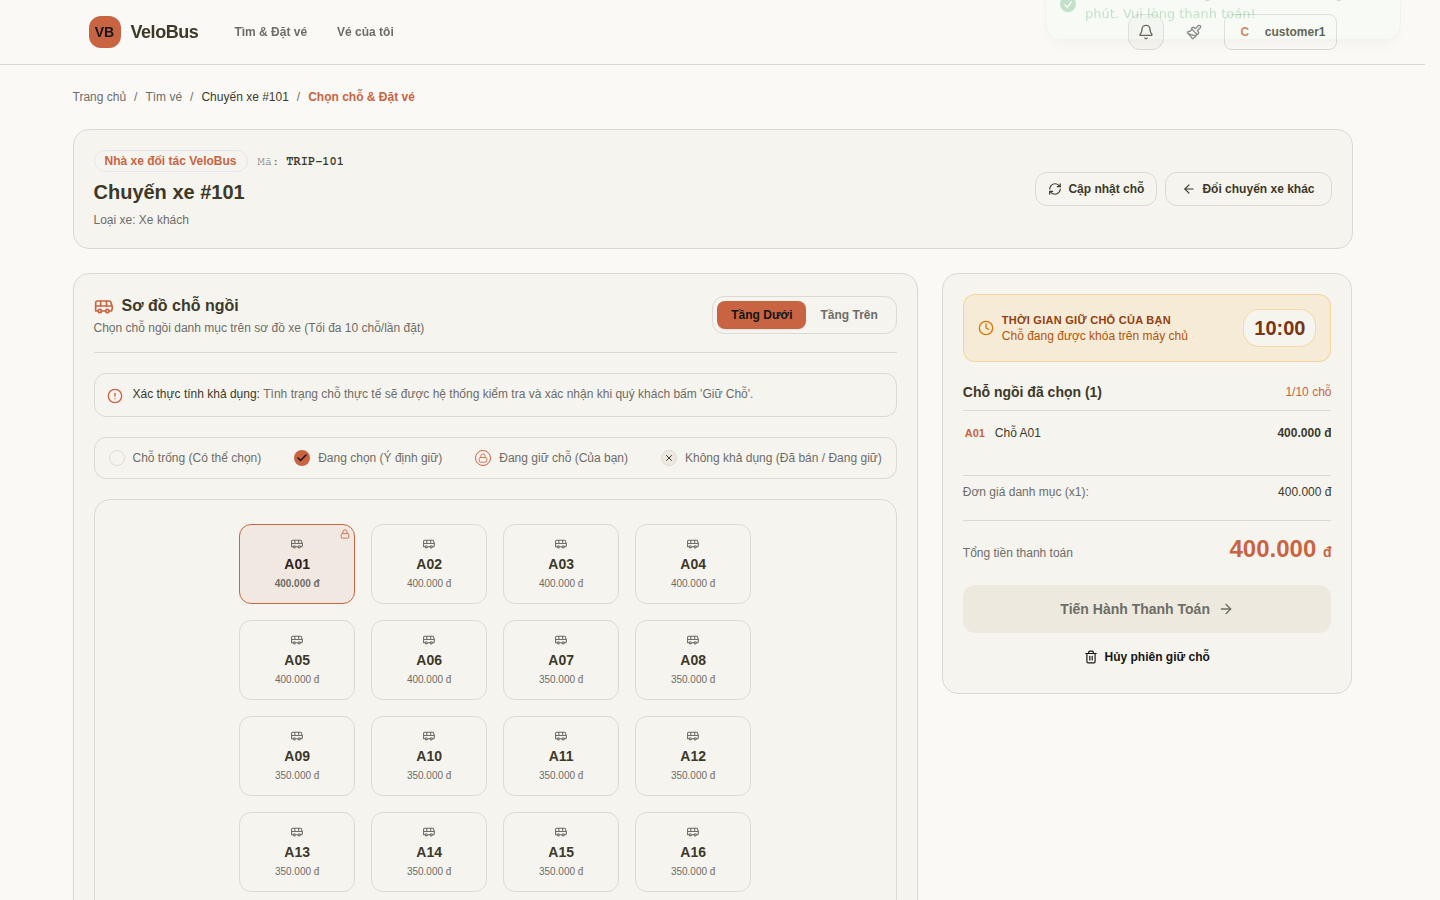 VB VeloBus Tìm & Đặt vé Vé của tôi C customer1
phút. Vui lòng thanh toán!
Trang chủ / Tìm vé / Chuyến xe #101 / Chọn chỗ & Đặt vé
Nhà xe đối tác VeloBus Mã: TRIP-101
Chuyến xe #101
Loại xe: Xe khách
Cập nhật chỗ
Đổi chuyến xe khác
Sơ đồ chỗ ngồi
Chọn chỗ ngồi danh mục trên sơ đồ xe (Tối đa 10 chỗ/lần đặt)
Tầng Dưới Tầng Trên
Xác thực tính khả dụng: Tình trạng chỗ thực tế sẽ được hệ thống kiểm tra và xác nhận khi quý khách bấm 'Giữ Chỗ'.
Chỗ trống (Có thể chọn) Đang chọn (Ý định giữ) Đang giữ chỗ (Của bạn) Không khả dụng (Đã bán / Đang giữ)
A01 A02 A03 A04
400.000 đ 400.000 đ 400.000 đ 400.000 đ
A05 A06 A07 A08
400.000 đ 400.000 đ 350.000 đ 350.000 đ
A09 A10 A11 A12
350.000 đ 350.000 đ 350.000 đ 350.000 đ
A13 A14 A15 A16
350.000 đ 350.000 đ 350.000 đ 350.000 đ
THỜI GIAN GIỮ CHỖ CỦA BẠN
Chỗ đang được khóa trên máy chủ
10:00
Chỗ ngồi đã chọn (1) 1/10 chỗ
A01 Chỗ A01 400.000 đ
Đơn giá danh mục (x1): 400.000 đ
Tổng tiền thanh toán 400.000 đ
Tiến Hành Thanh Toán
Hủy phiên giữ chỗ